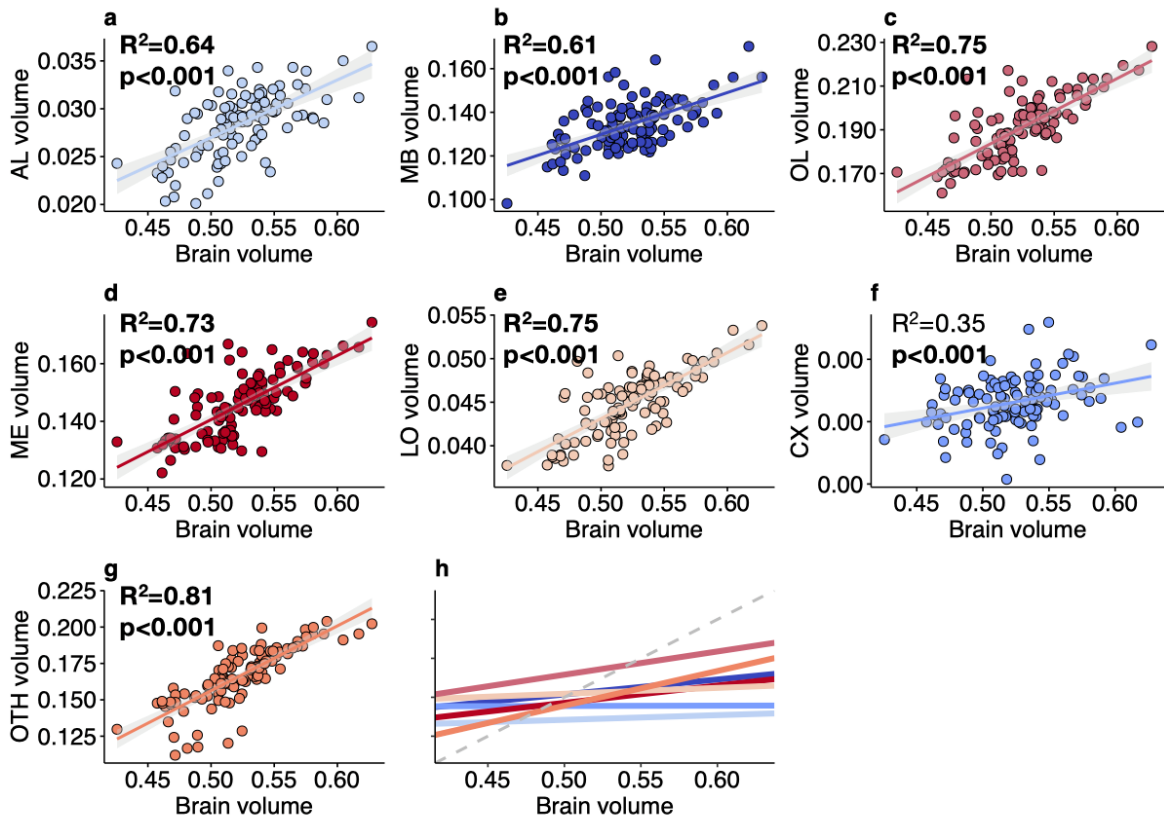 a
R²=0.64
p<0.001
0.035
0.030
0.025
0.020
AL volume
0.45 0.50 0.55 0.60
Brain volume
b
R²=0.61
p<0.001
0.160
0.140
0.120
0.100
MB volume
0.45 0.50 0.55 0.60
Brain volume
c
R²=0.75
p<0.001
0.230
0.210
0.190
0.170
OL volume
0.45 0.50 0.55 0.60
Brain volume
d
R²=0.73
p<0.001
0.160
0.140
0.120
ME volume
0.45 0.50 0.55 0.60
Brain volume
e
R²=0.75
p<0.001
0.055
0.050
0.045
0.040
LO volume
0.45 0.50 0.55 0.60
Brain volume
f
R²=0.35
p<0.001
0.00
0.00
0.00
CX volume
0.45 0.50 0.55 0.60
Brain volume
g
R²=0.81
p<0.001
0.225
0.200
0.175
0.150
0.125
OTH volume
0.45 0.50 0.55 0.60
Brain volume
h
0.45 0.50 0.55 0.60
Brain volume